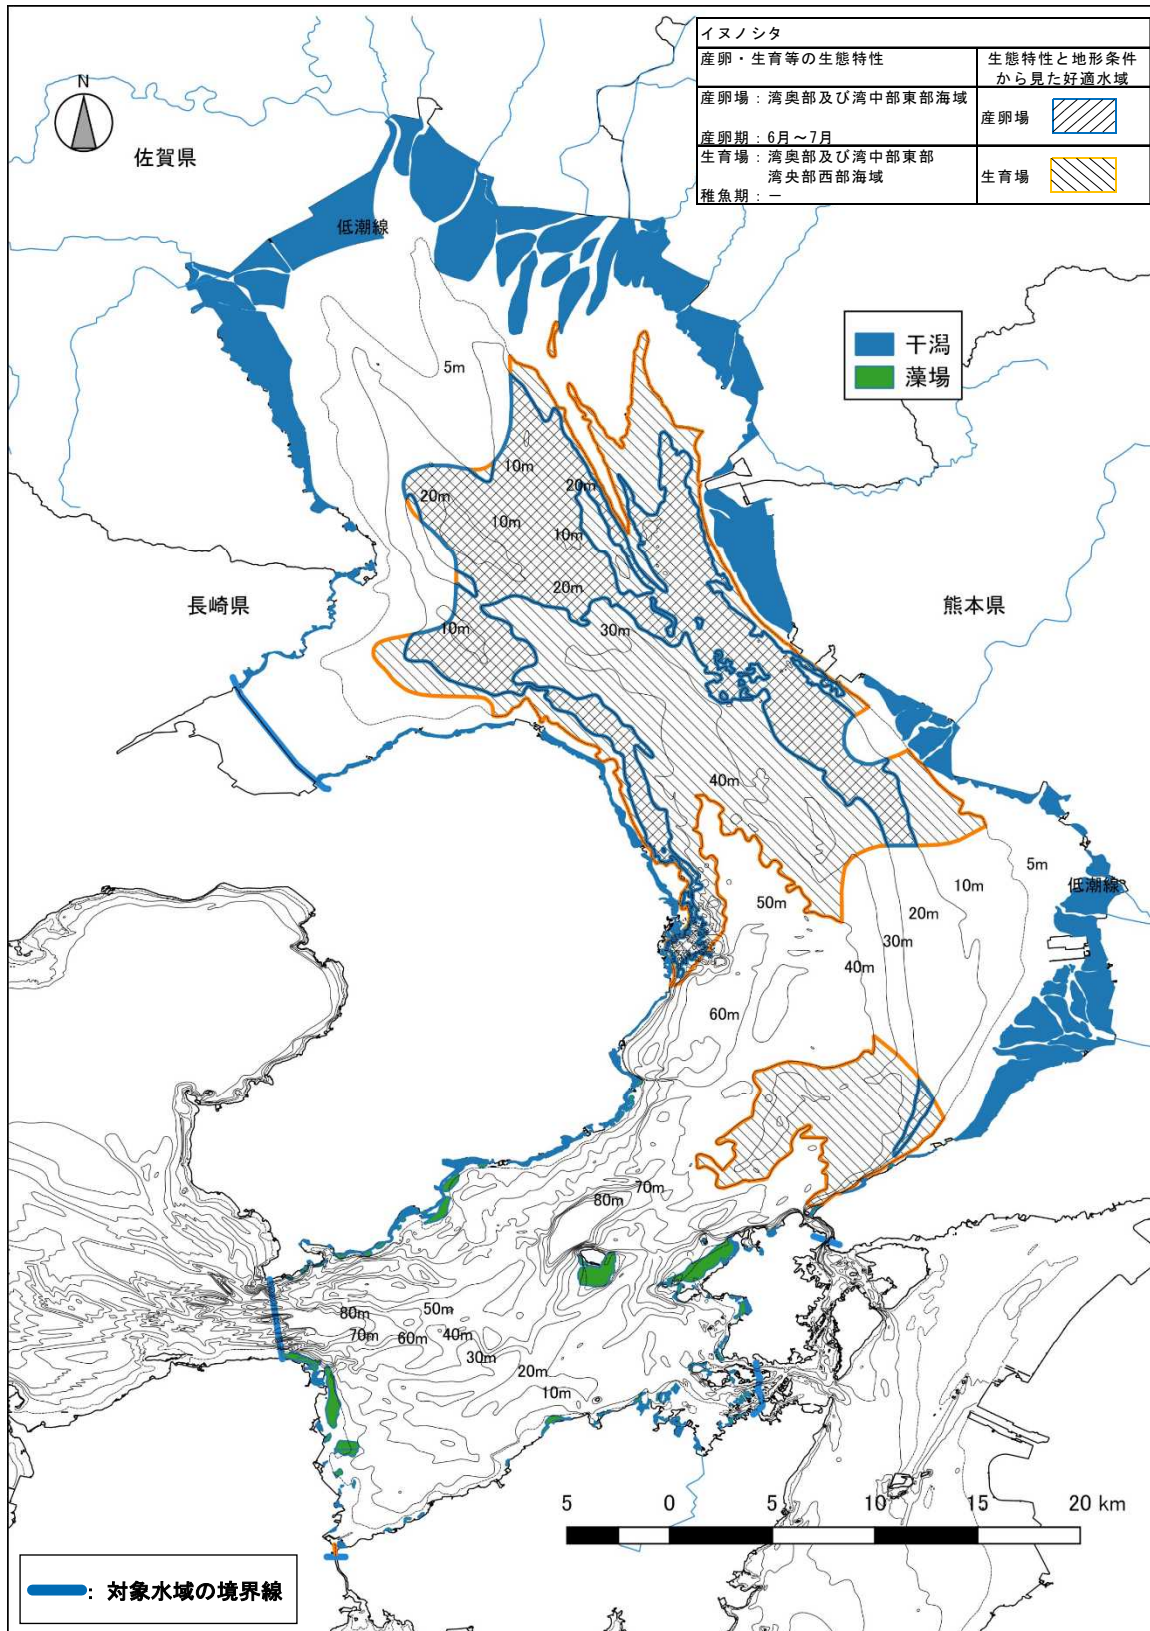 イヌノシタ
産卵・生育等の生態特性
生態特性と地形条件
から見た好適水域
産卵場：湾奥部及び湾中部東部海域
産卵期：6月～7月
産卵場
生育場：湾奥部及び湾中部東部
湾央部西部海域
稚魚期：－
生育場
N
佐賀県
低潮線
干潟
藻場
5m
10m
20m
20m
10m
10m
20m
長崎県
熊本県
10m
30m
40m
5m
10m
低潮線
50m
20m
30m
40m
60m
70m
80m
50m
80m
70m
60m
40m
30m
20m
10m
5 0 5 10 15 20 km
：対象水域の境界線